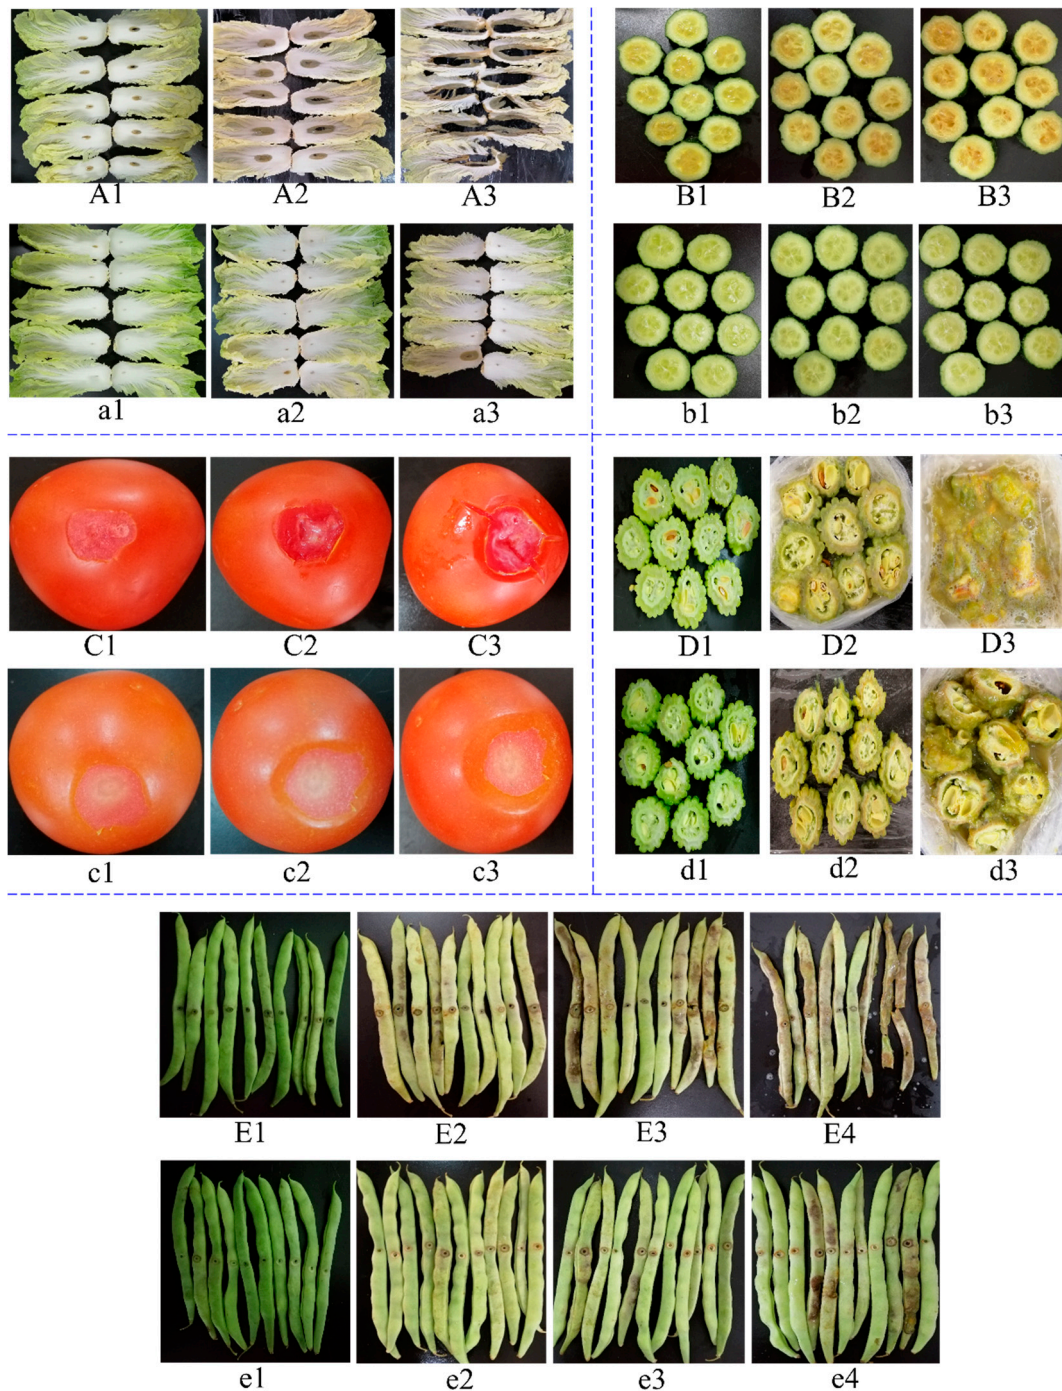 A1 A2 A3 B1 B2 B3
a1 a2 a3 b1 b2 b3
C1 C2 C3 D1 D2 D3
c1 c2 c3 d1 d2 d3
E1 E2 E3 E4
e1 e2 e3 e4